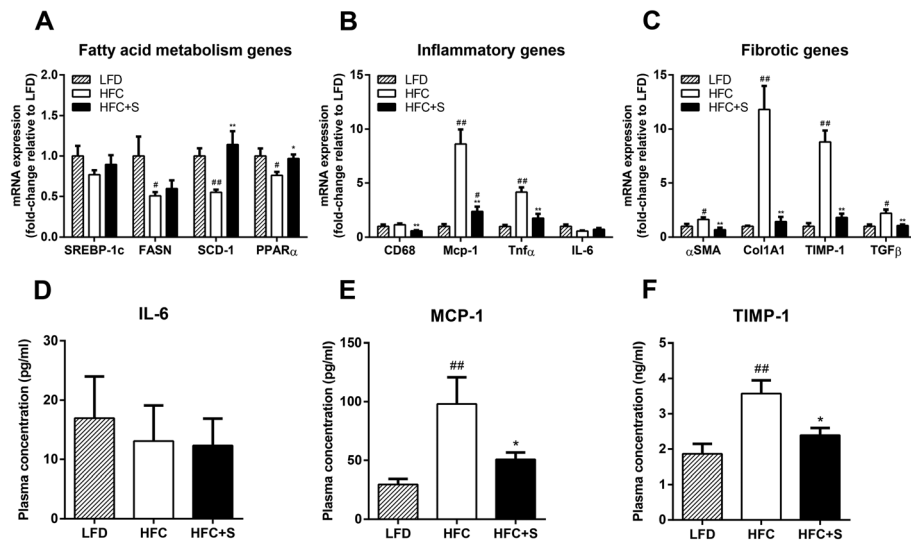 A
Fatty acid metabolism genes
mRNA expression
(fold-change relative to LFD)
2.0
1.5
1.0
0.5
0.0
LFD
HFC
HFC+S
#
##
**
#
*
SREBP-1c FASN SCD-1 PPARα
B
Inflammatory genes
mRNA expression
(fold-change relative to LFD)
15
10
5
0
LFD
HFC
HFC+S
**
##
#
**
##
**
CD68 Mcp-1 Tnfα IL-6
C
Fibrotic genes
mRNA expression
(fold-change relative to LFD)
15
10
5
0
LFD
HFC
HFC+S
#
**
##
**
##
**
#
**
αSMA Col1A1 TIMP-1 TGFβ
D
IL-6
Plasma concentration (pg/ml)
30
20
10
0
LFD HFC HFC+S
E
MCP-1
Plasma concentration (pg/ml)
150
100
50
0
##
*
LFD HFC HFC+S
F
TIMP-1
Plasma concentration (ng/ml)
5
4
3
2
1
0
##
*
LFD HFC HFC+S